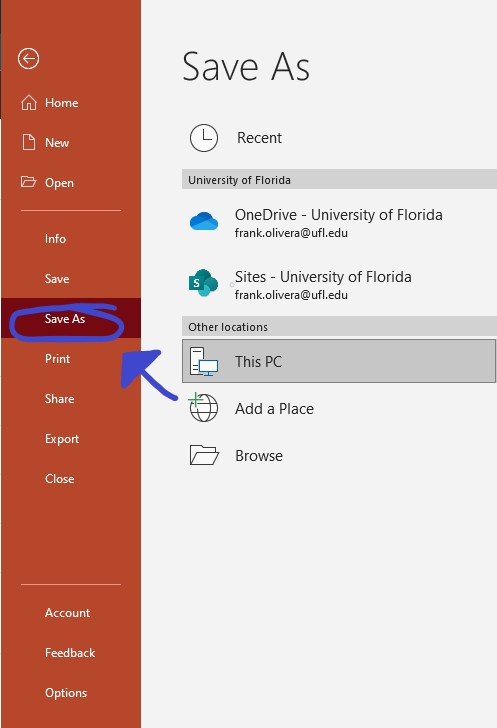 Home
New
Open
Info
Save
Save As
Print
Share
Export
Close
Account
Feedback
Options
Save As
Recent
University of Florida
OneDrive - University of Florida
frank.olivera@ufl.edu
S
Sites - University of Florida
frank.olivera@ufl.edu
Other locations
This PC
Add a Place
Browse